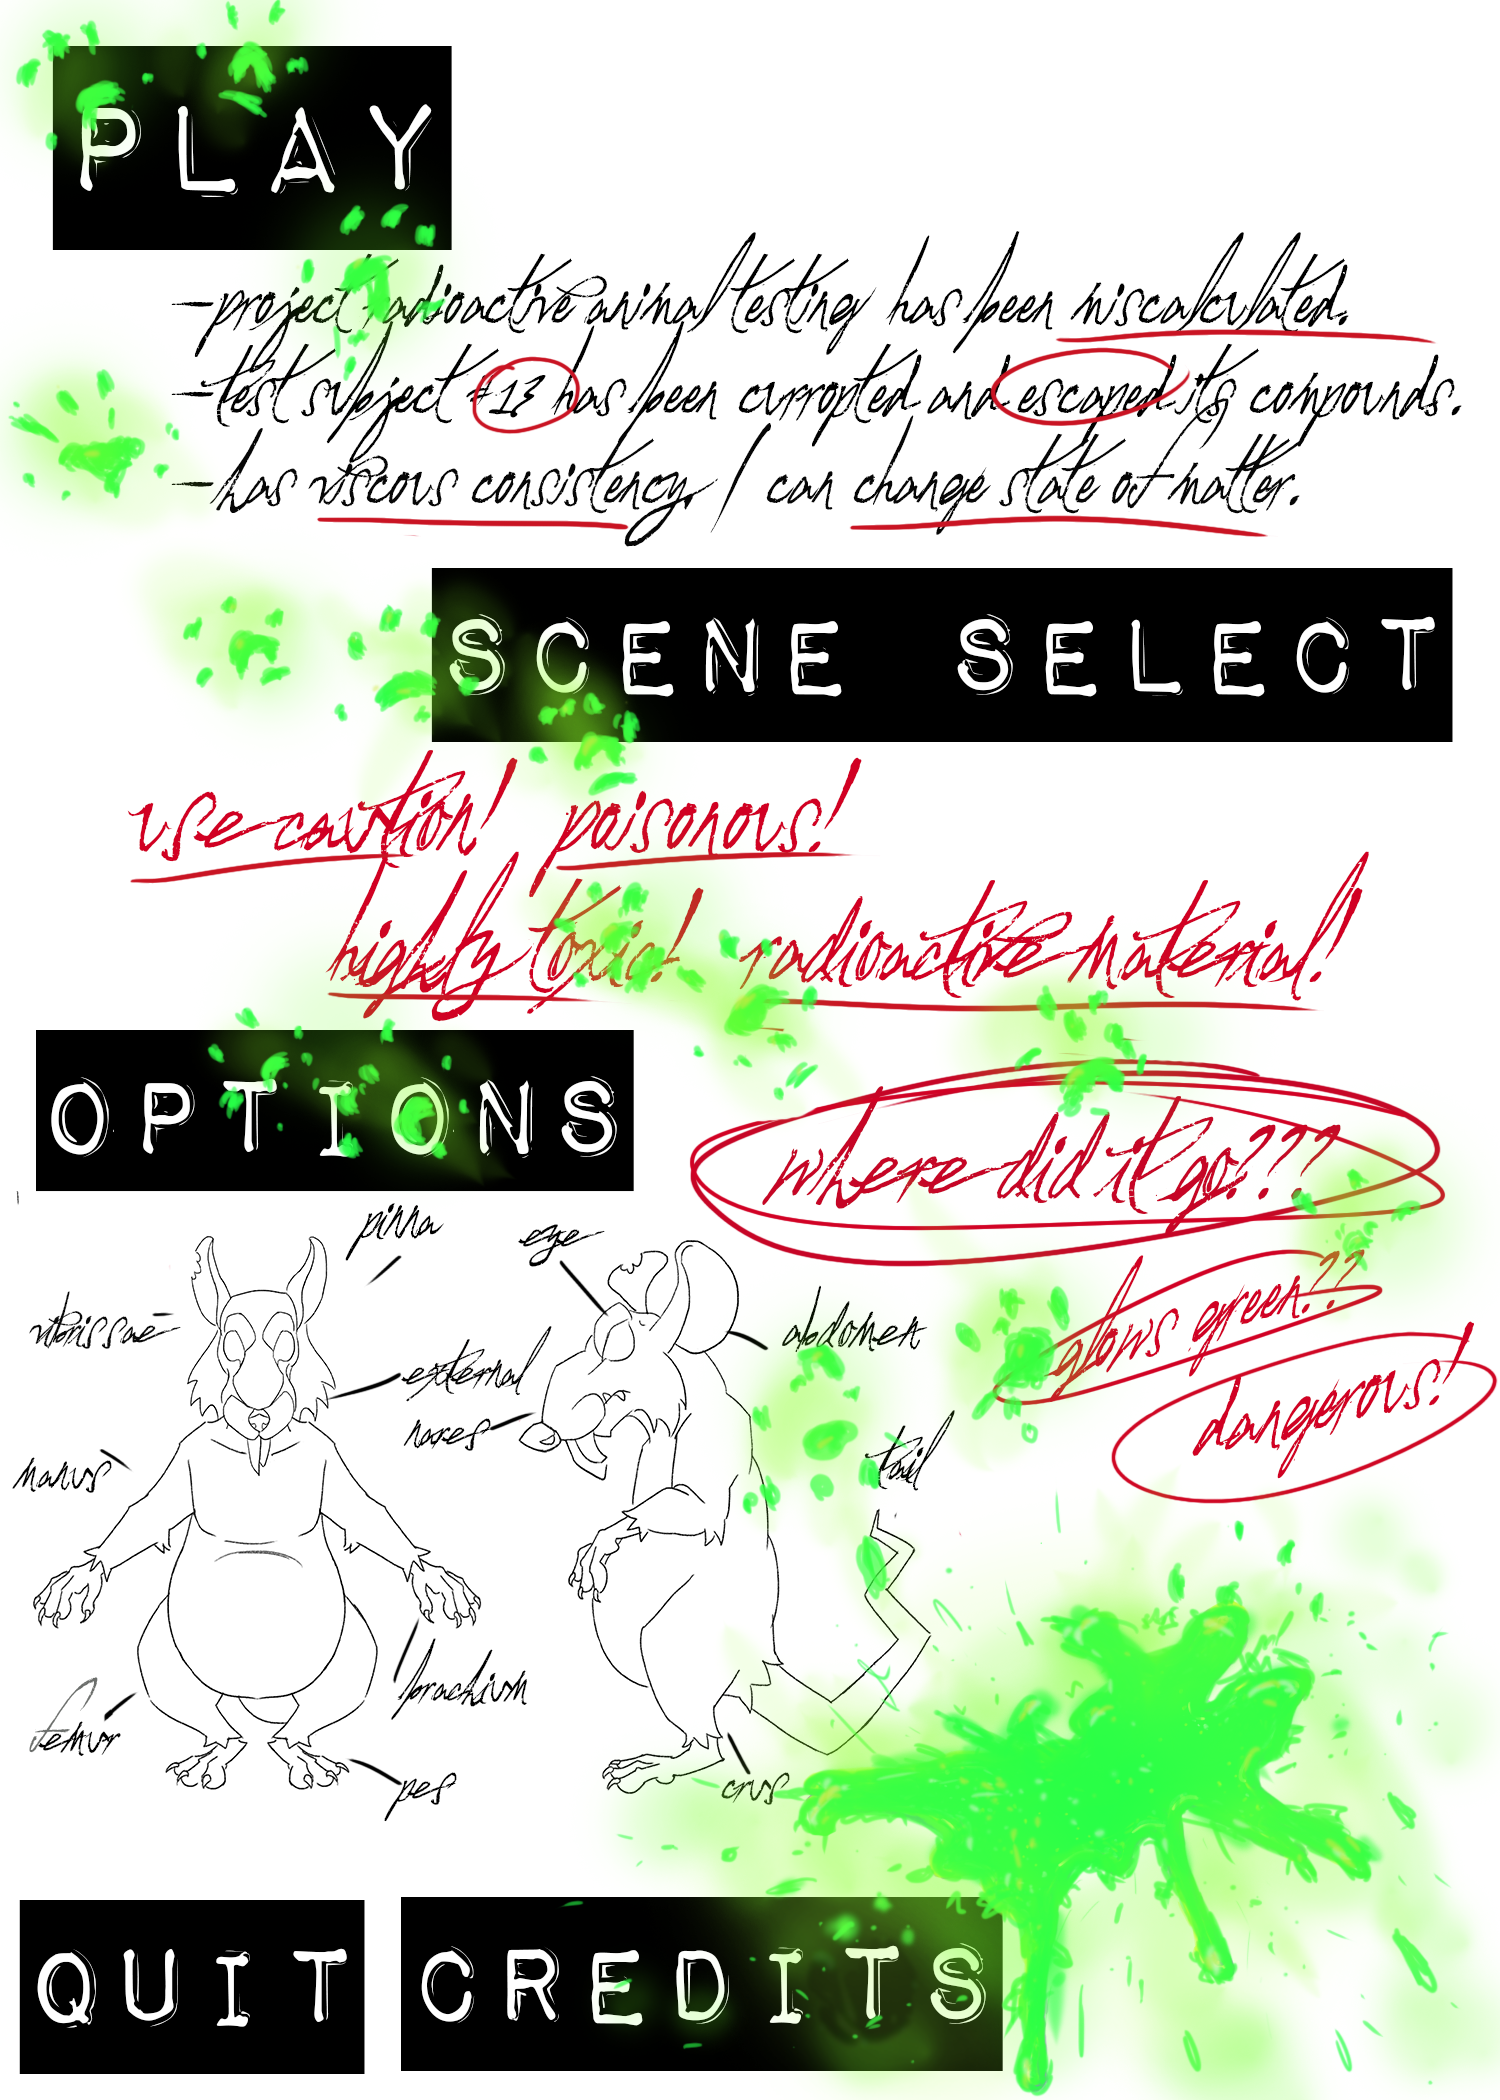 PLAY
-project radioactive animal testing has been miscalculated.
-test subject #13 has been curropted and escaped its compounds.
-has viscous consistency. / can change state of matter.
SCENE SELECT
use caution! poisonous!
highly toxic! radioactive material!
OPTIONS
where did it go???
glows green??
dangerous!
pinna
eye
vibrissae
abdomen
external
nares
tail
manus
brachium
femur
pes
crus
QUIT
CREDITS